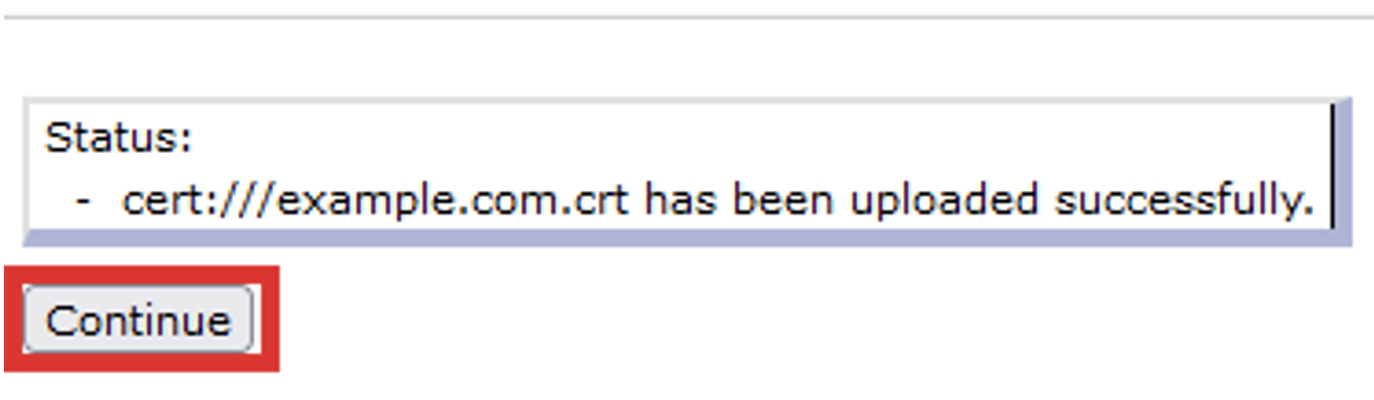 Status:
- cert:///example.com.crt has been uploaded successfully.
Continue